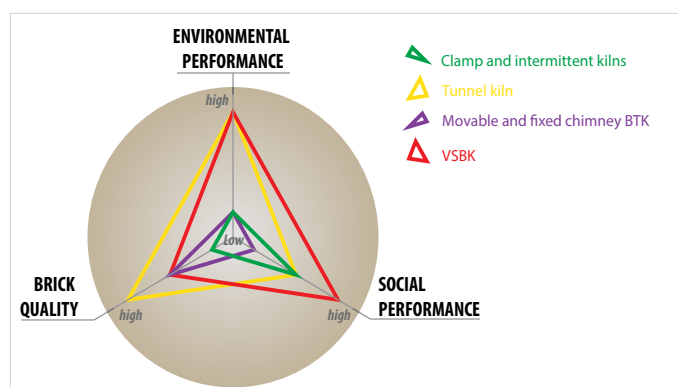 ENVIRONMENTAL
PERFORMANCE
high
Clamp and intermittent kilns
Tunnel kiln
Movable and fixed chimney BTK
VSBK
Low
BRICK
QUALITY
high
SOCIAL
PERFORMANCE
high